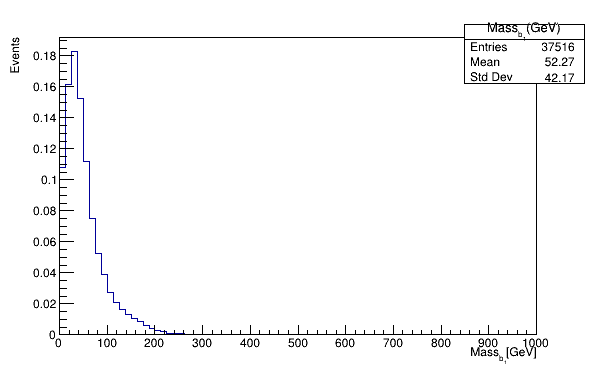 Mass_b_1(GeV)
Entries 37516
Mean 52.27
Std Dev 42.17
Events
0.18
0.16
0.14
0.12
0.1
0.08
0.06
0.04
0.02
0
0 100 200 300 400 500 600 700 800 900 1000
Mass_b_1[GeV]